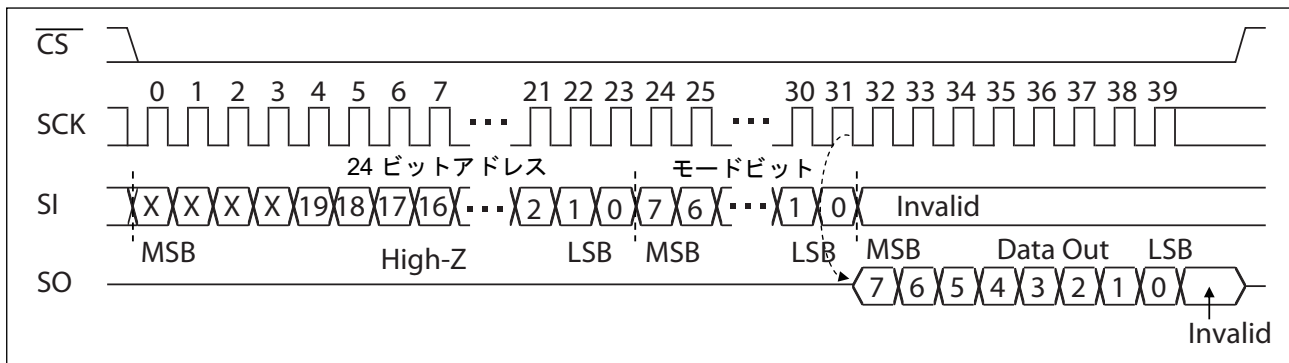 CS
0 1 2 3 4 5 6 7 21 22 23 24 25 30 31 32 33 34 35 36 37 38 39
SCK
24 ビットアドレス モードビット
SI X X X X 19 18 17 16 2 1 0 7 6 1 0 Invalid
MSB High-Z LSB MSB LSB MSB Data Out LSB
SO 7 6 5 4 3 2 1 0
Invalid